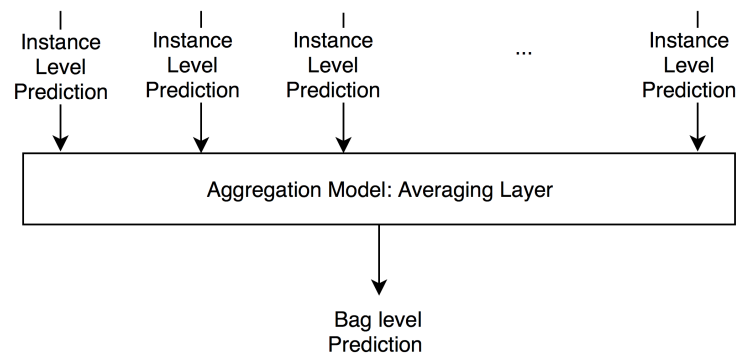 Instance
Level
Prediction
Instance
Level
Prediction
Instance
Level
Prediction
...
Instance
Level
Prediction
Aggregation Model: Averaging Layer
Bag level
Prediction